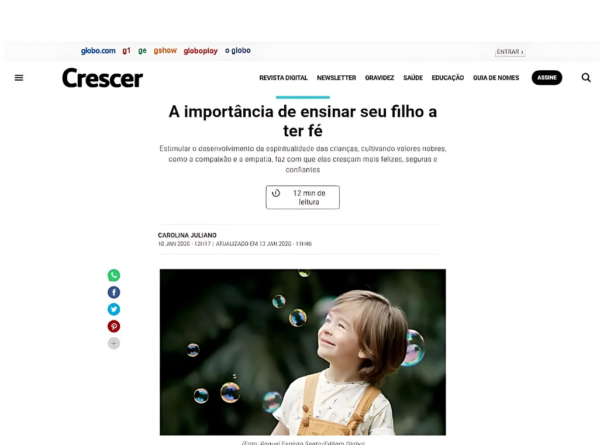 globo.com g1 ge gshow globoplay o globo
ENTRAR ›
Crescer
REVISTA DIGITAL NEWSLETTER GRAVIDEZ SAÚDE EDUCAÇÃO GUIA DE NOMES ASSINE
A importância de ensinar seu filho a
ter fé
Estimular o desenvolvimento da espiritualidade das crianças, cultivando valores nobres,
como a compaixão e a empatia, faz com que elas cresçam mais felizes, seguras e
confiantes
12 min de
leitura
CAROLINA JULIANO
10 JAN 2020 - 12H17 | ATUALIZADO EM 13 JAN 2020 - 11H46
(Foto: Raquel Espírito Santo/Editora Globo)